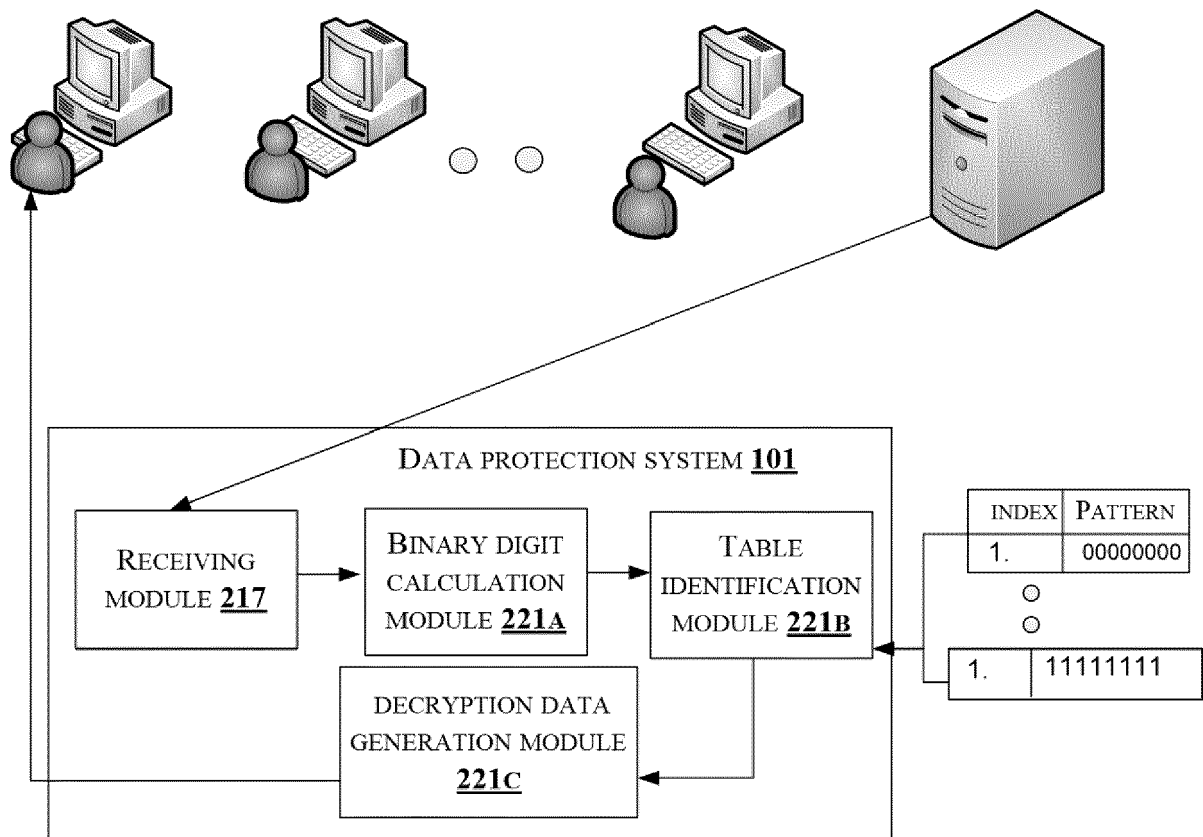 DATA PROTECTION SYSTEM 101
RECEIVING
MODULE 217
BINARY DIGIT
CALCULATION
MODULE 221A
TABLE
IDENTIFICATION
MODULE 221B
INDEX PATTERN
1. 00000000
1. 11111111
DECRYPTION DATA
GENERATION MODULE
221C